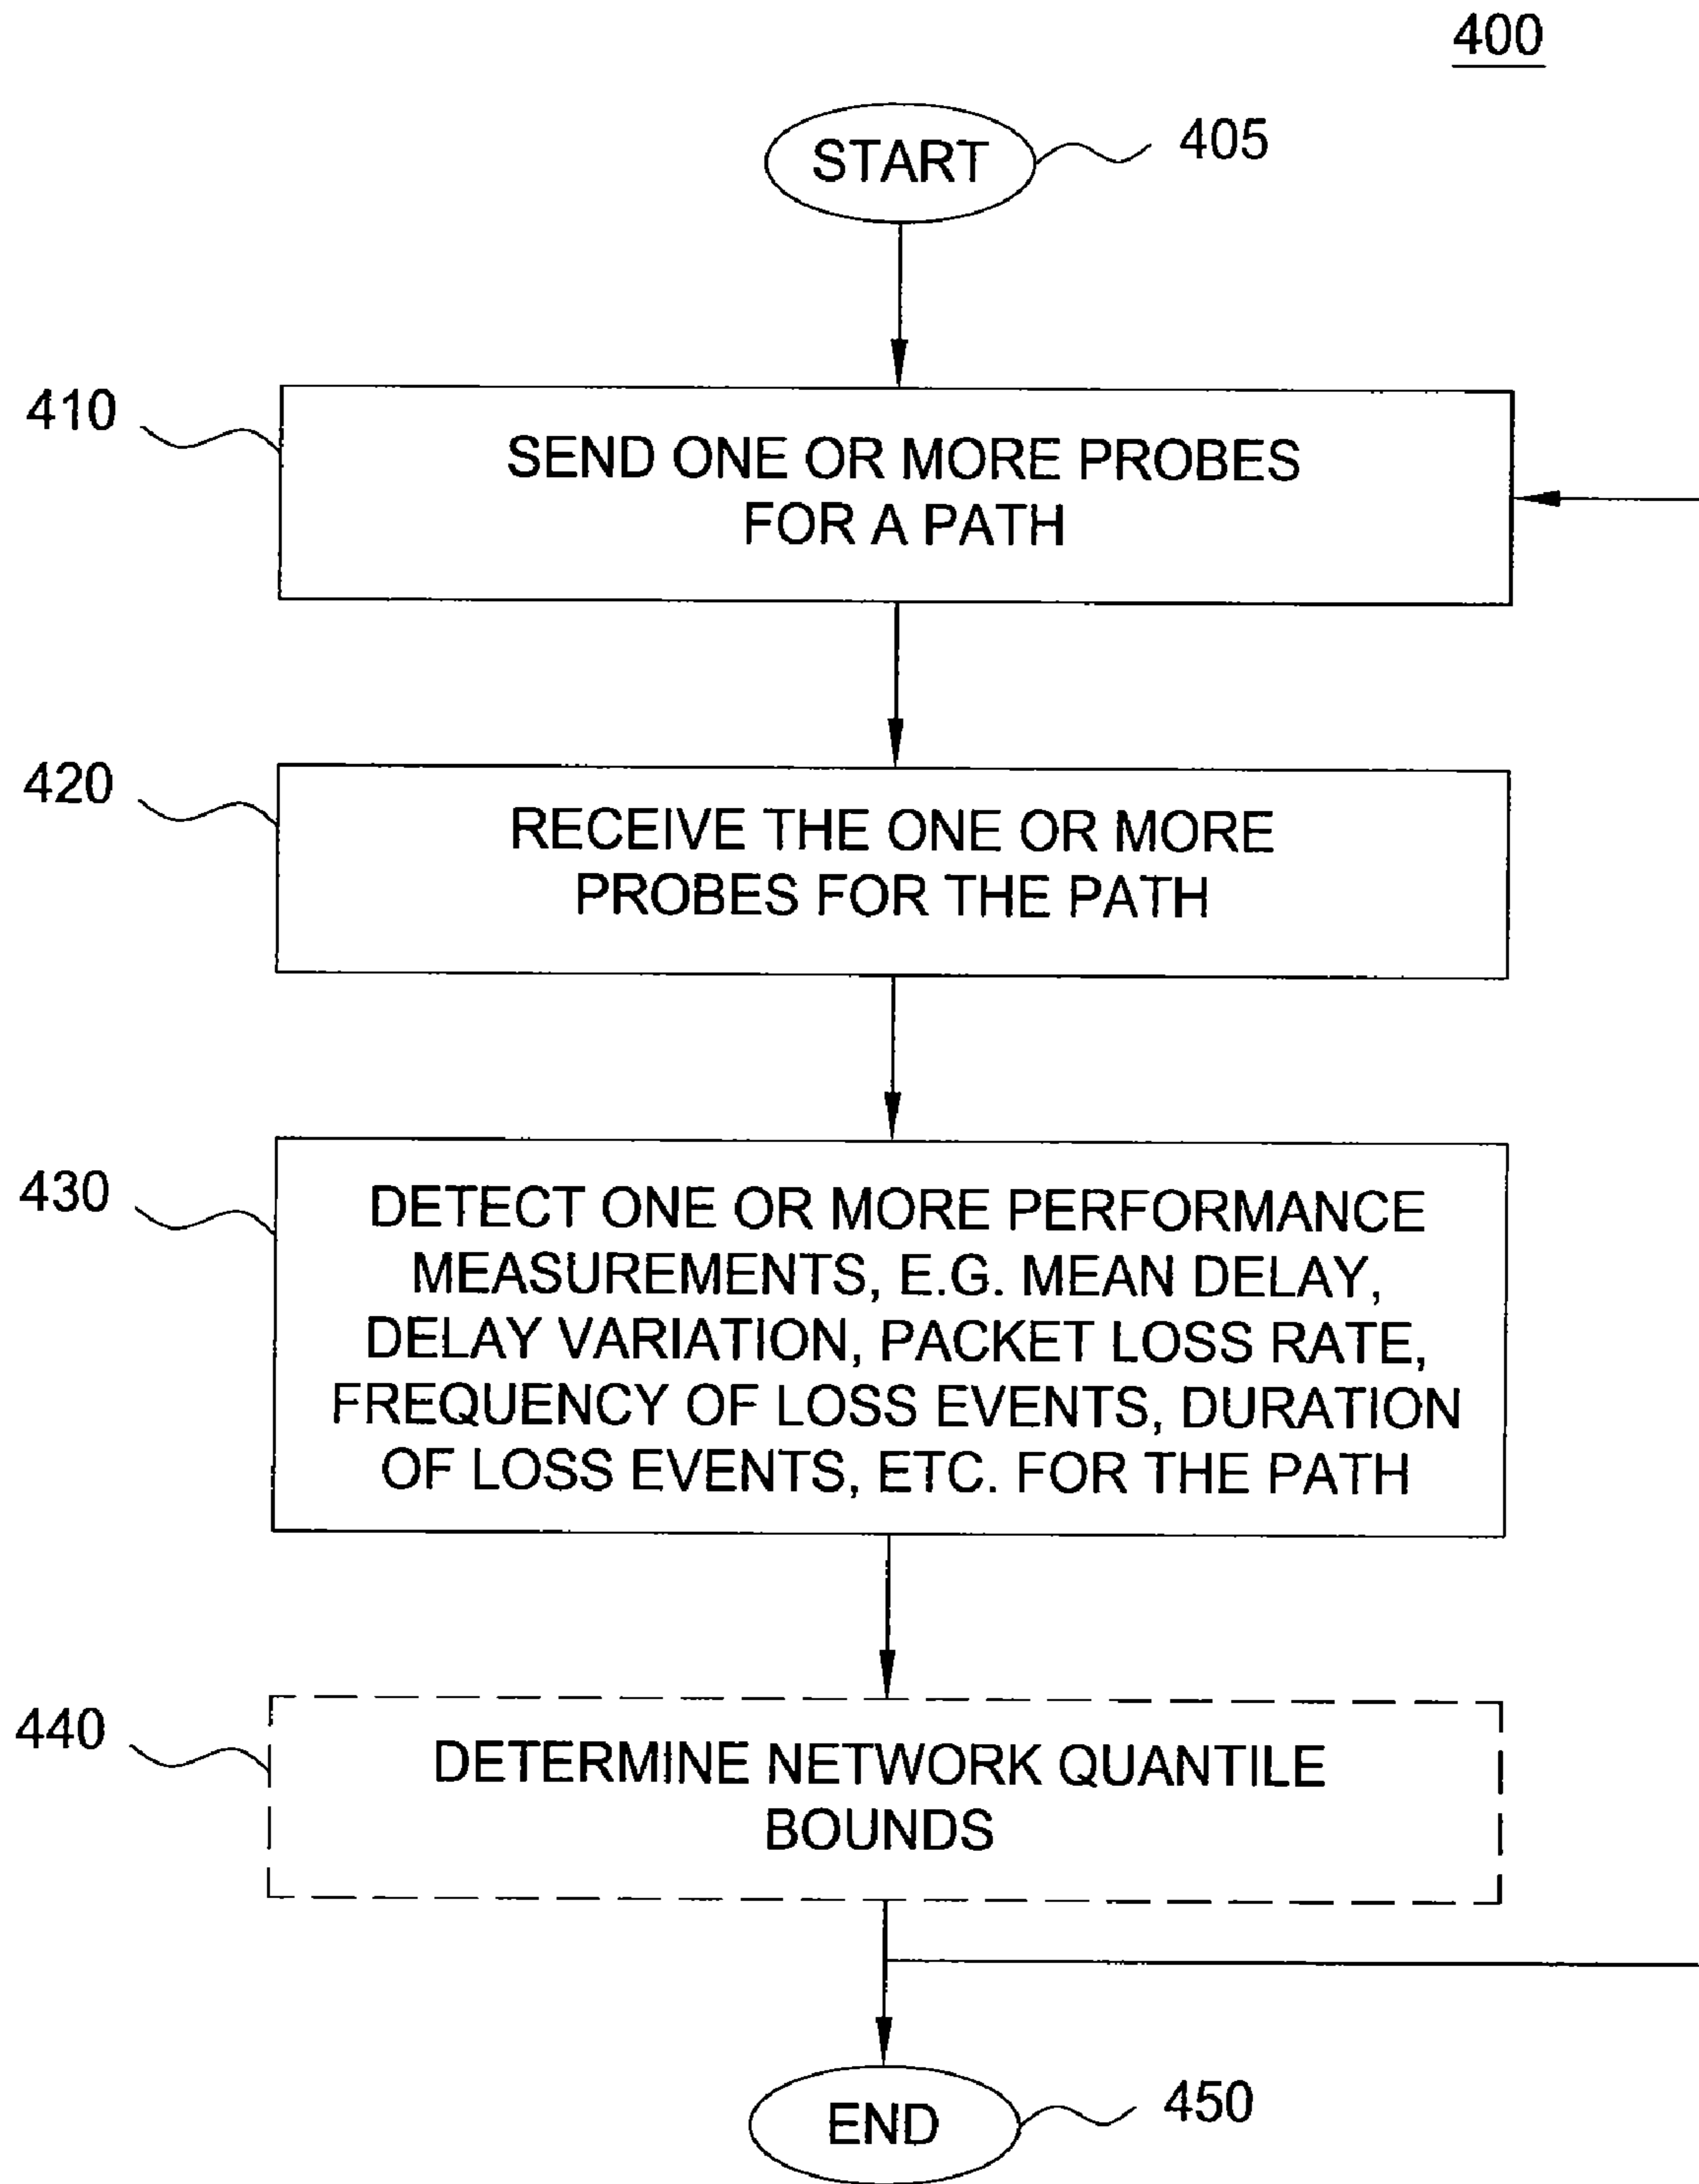 400
START
405
410
SEND ONE OR MORE PROBES
FOR A PATH
420
RECEIVE THE ONE OR MORE
PROBES FOR THE PATH
430
DETECT ONE OR MORE PERFORMANCE
MEASUREMENTS, E.G. MEAN DELAY,
DELAY VARIATION, PACKET LOSS RATE,
FREQUENCY OF LOSS EVENTS, DURATION
OF LOSS EVENTS, ETC. FOR THE PATH
440
DETERMINE NETWORK QUANTILE
BOUNDS
END
450